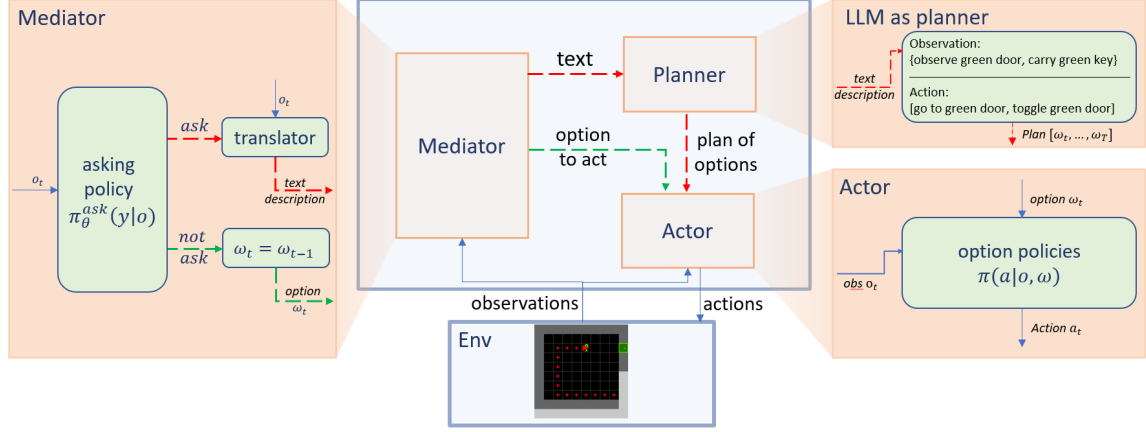 Mediator
o_t
asking
policy
π_θ^ask(y|o)
ask
o_t
translator
text
description
not
ask
ω_t = ω_{t−1}
option
ω_t
Mediator
text
Planner
option
to act
plan of
options
Actor
observations
actions
Env
LLM as planner
text
description
Observation:
{observe green door, carry green key}
Action:
[go to green door, toggle green door]
Plan [ω_t, ..., ω_T]
Actor
option ω_t
option policies
π(a|o, ω)
obs o_t
Action a_t